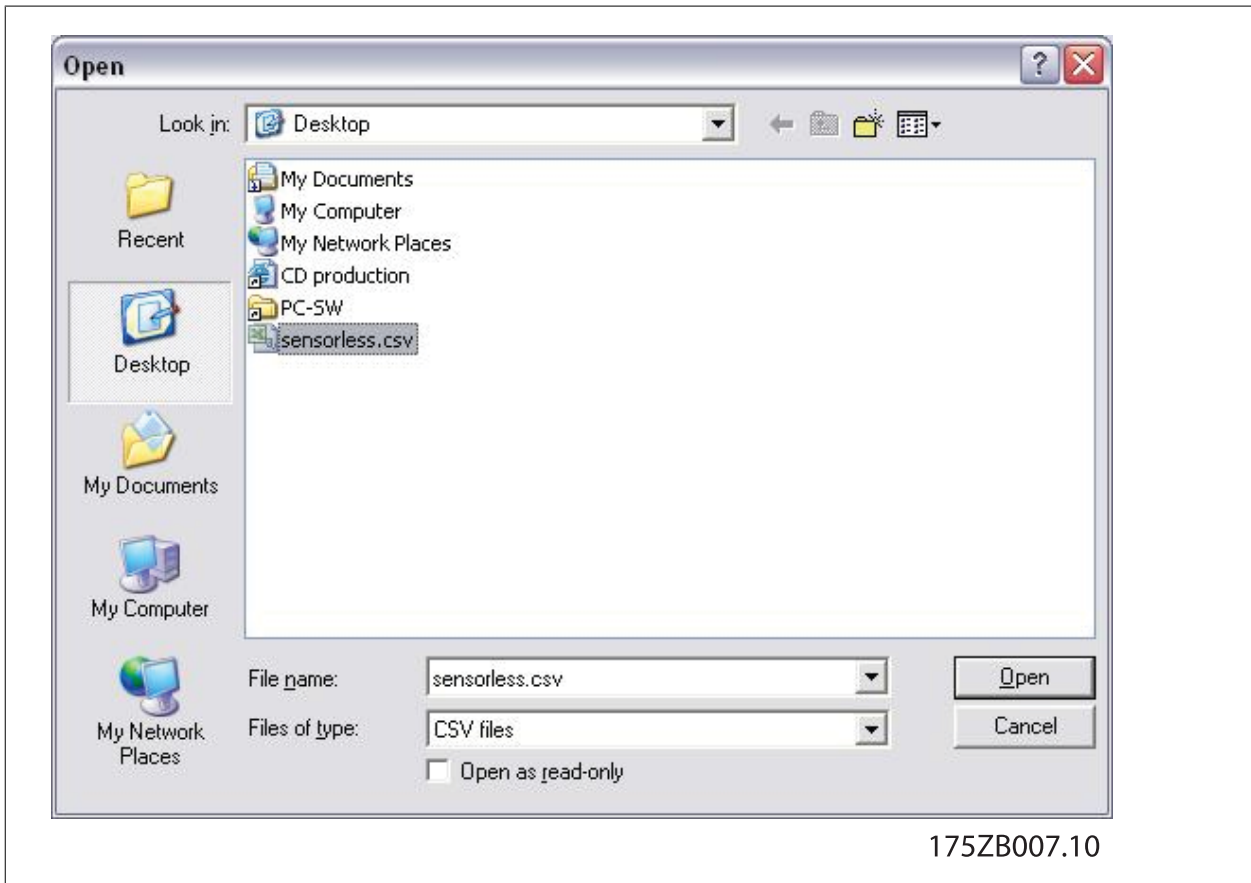 Open
Look in: Desktop
My Documents
My Computer
My Network Places
CD production
PC-SW
sensorless.csv
Recent
Desktop
My Documents
My Computer
My Network
Places
File name: sensorless.csv Open
Files of type: CSV files Cancel
Open as read-only
175ZB007.10